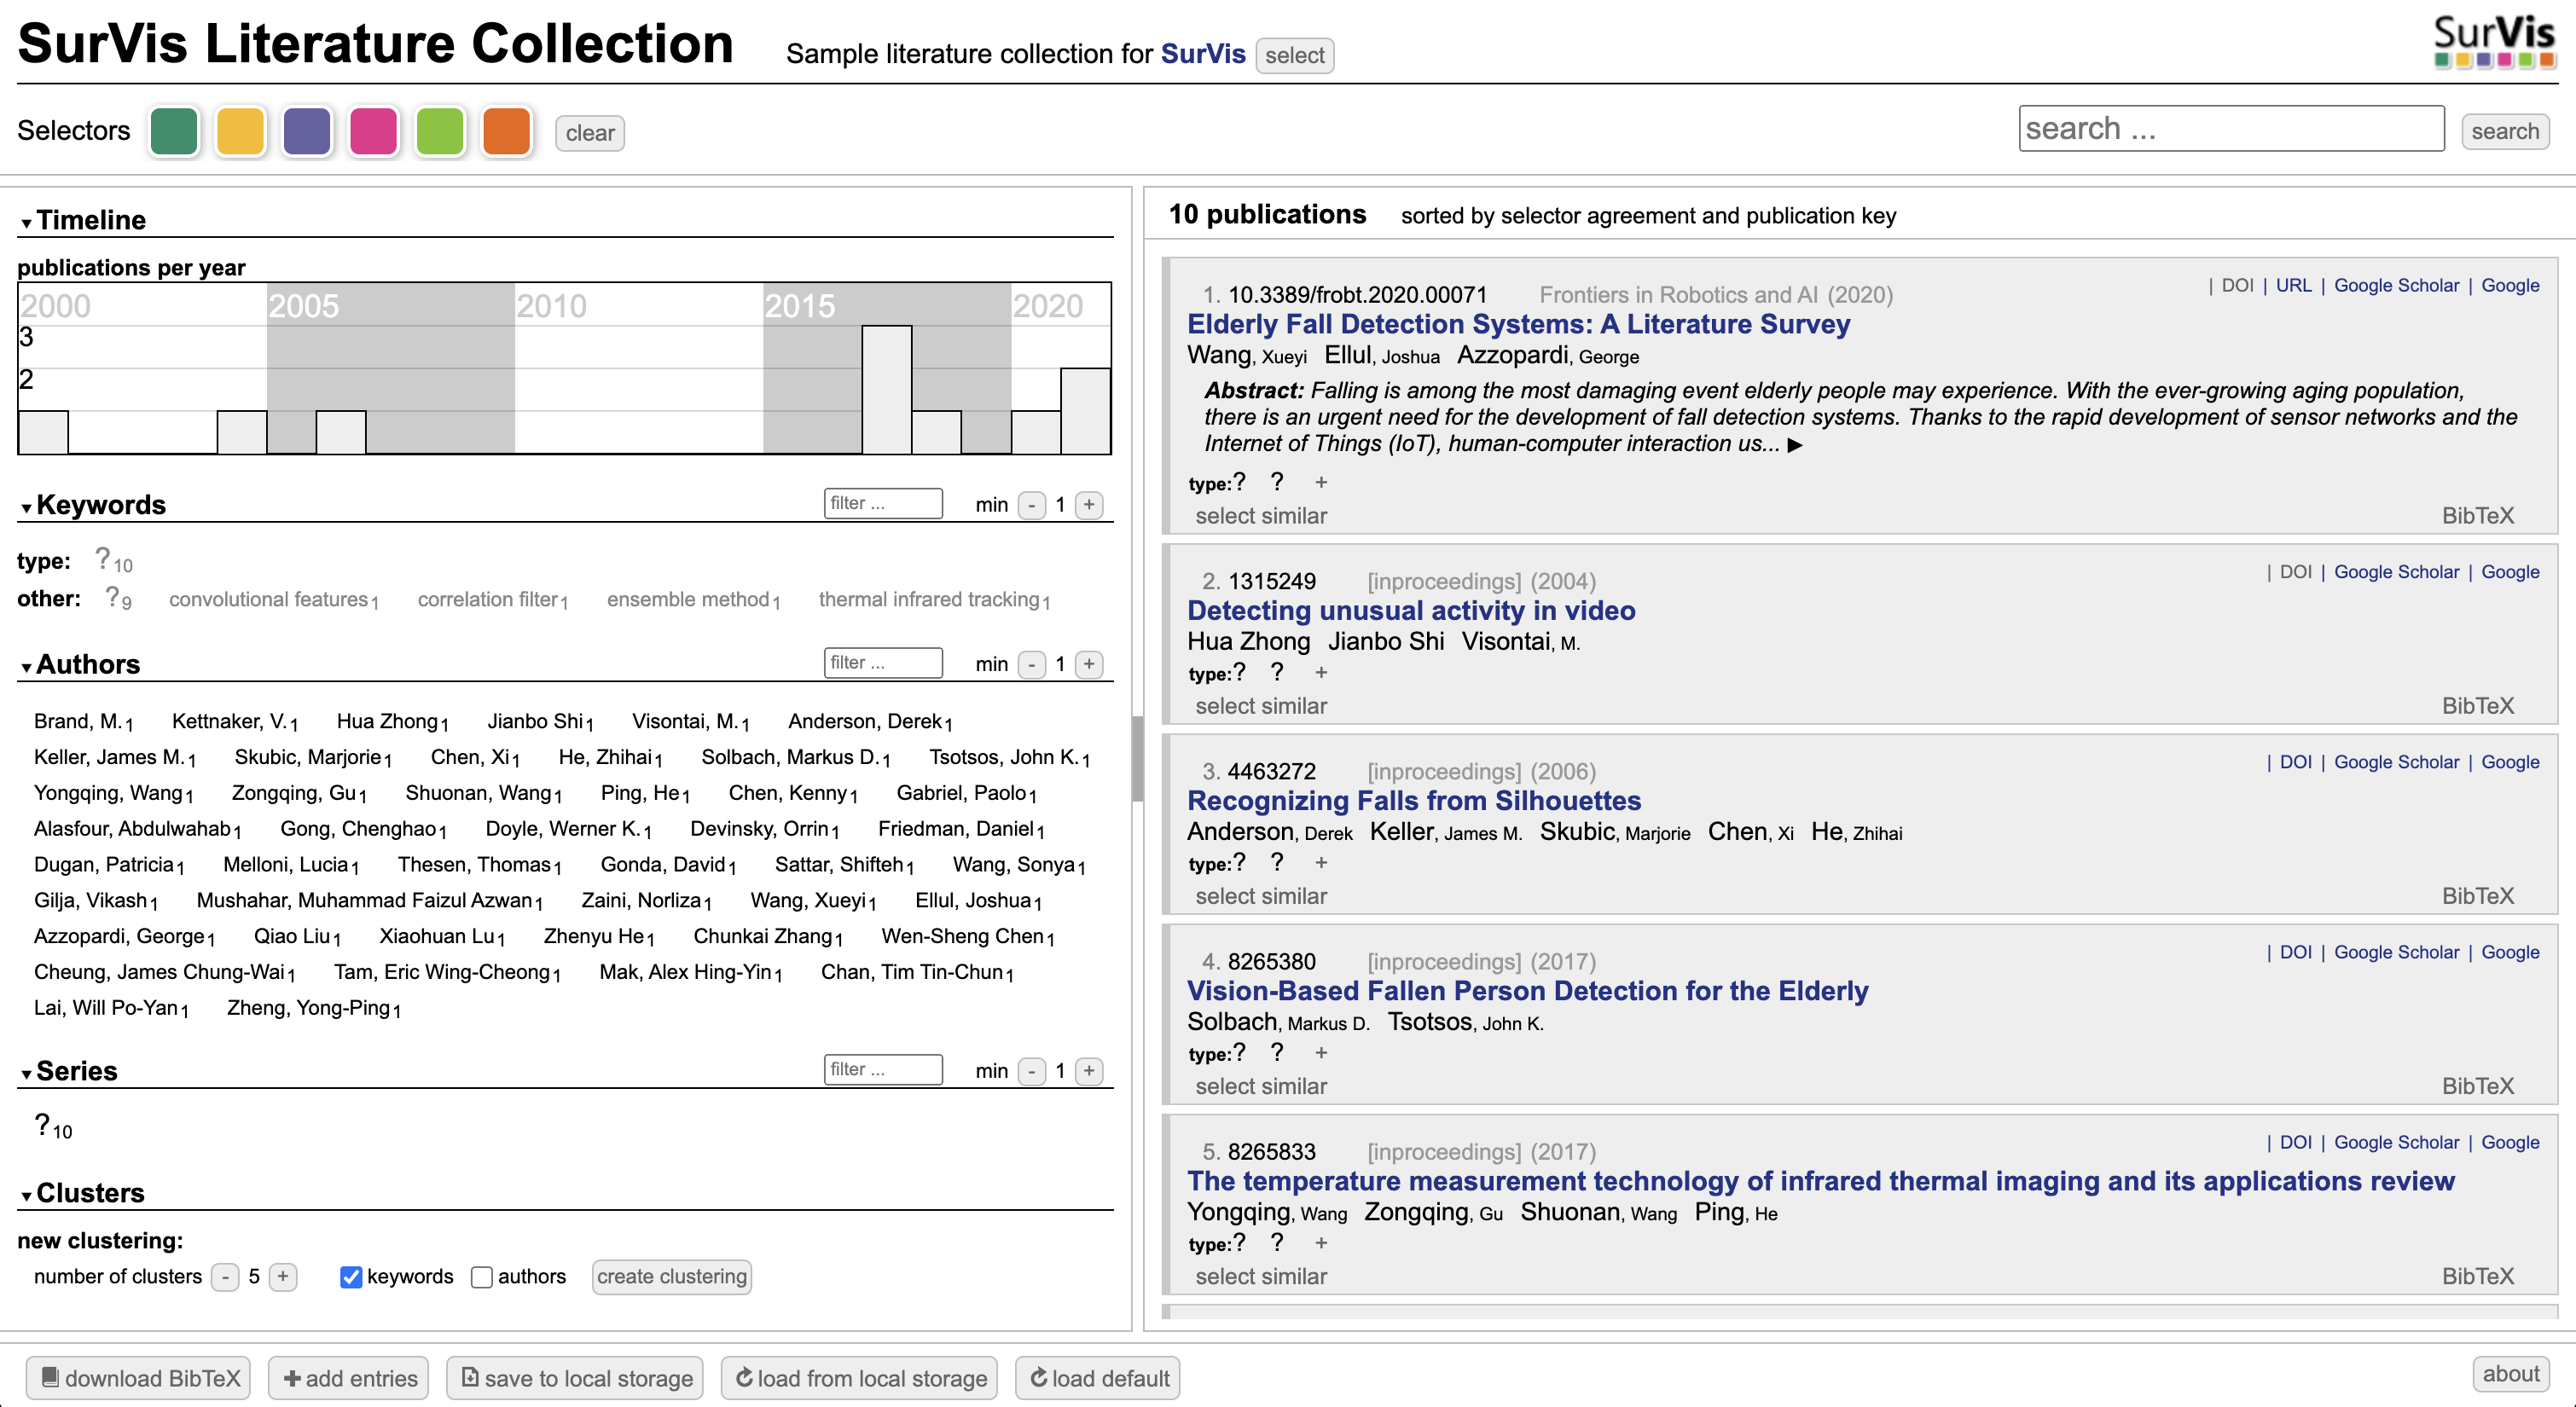 SurVis Literature Collection Sample literature collection for SurVis select
SurVis
Selectors clear search ... search
▾ Timeline
publications per year
2000 2005 2010 2015 2020
3
2
▾ Keywords filter ... min - 1 +
type: ?10
other: ?9 convolutional features1 correlation filter1 ensemble method1 thermal infrared tracking1
▾ Authors filter ... min - 1 +
Brand, M.1 Kettnaker, V.1 Hua Zhong1 Jianbo Shi1 Visontai, M.1 Anderson, Derek1
Keller, James M.1 Skubic, Marjorie1 Chen, Xi1 He, Zhihai1 Solbach, Markus D.1 Tsotsos, John K.1
Yongqing, Wang1 Zongqing, Gu1 Shuonan, Wang1 Ping, He1 Chen, Kenny1 Gabriel, Paolo1
Alasfour, Abdulwahab1 Gong, Chenghao1 Doyle, Werner K.1 Devinsky, Orrin1 Friedman, Daniel1
Dugan, Patricia1 Melloni, Lucia1 Thesen, Thomas1 Gonda, David1 Sattar, Shifteh1 Wang, Sonya1
Gilja, Vikash1 Mushahar, Muhammad Faizul Azwan1 Zaini, Norliza1 Wang, Xueyi1 Ellul, Joshua1
Azzopardi, George1 Qiao Liu1 Xiaohuan Lu1 Zhenyu He1 Chunkai Zhang1 Wen-Sheng Chen1
Cheung, James Chung-Wai1 Tam, Eric Wing-Cheong1 Mak, Alex Hing-Yin1 Chan, Tim Tin-Chun1
Lai, Will Po-Yan1 Zheng, Yong-Ping1
▾ Series filter ... min - 1 +
?10
▾ Clusters
new clustering:
number of clusters - 5 + keywords authors create clustering
10 publications sorted by selector agreement and publication key
1. 10.3389/frobt.2020.00071 Frontiers in Robotics and AI (2020) | DOI | URL | Google Scholar | Google
Elderly Fall Detection Systems: A Literature Survey
Wang, Xueyi Ellul, Joshua Azzopardi, George
Abstract: Falling is among the most damaging event elderly people may experience. With the ever-growing aging population,
there is an urgent need for the development of fall detection systems. Thanks to the rapid development of sensor networks and the
Internet of Things (IoT), human-computer interaction us... ▶
type:? ? +
select similar BibTeX
2. 1315249 [inproceedings] (2004) | DOI | Google Scholar | Google
Detecting unusual activity in video
Hua Zhong Jianbo Shi Visontai, M.
type:? ? +
select similar BibTeX
3. 4463272 [inproceedings] (2006) | DOI | Google Scholar | Google
Recognizing Falls from Silhouettes
Anderson, Derek Keller, James M. Skubic, Marjorie Chen, Xi He, Zhihai
type:? ? +
select similar BibTeX
4. 8265380 [inproceedings] (2017) | DOI | Google Scholar | Google
Vision-Based Fallen Person Detection for the Elderly
Solbach, Markus D. Tsotsos, John K.
type:? ? +
select similar BibTeX
5. 8265833 [inproceedings] (2017) | DOI | Google Scholar | Google
The temperature measurement technology of infrared thermal imaging and its applications review
Yongqing, Wang Zongqing, Gu Shuonan, Wang Ping, He
type:? ? +
select similar BibTeX
download BibTeX add entries save to local storage load from local storage load default about